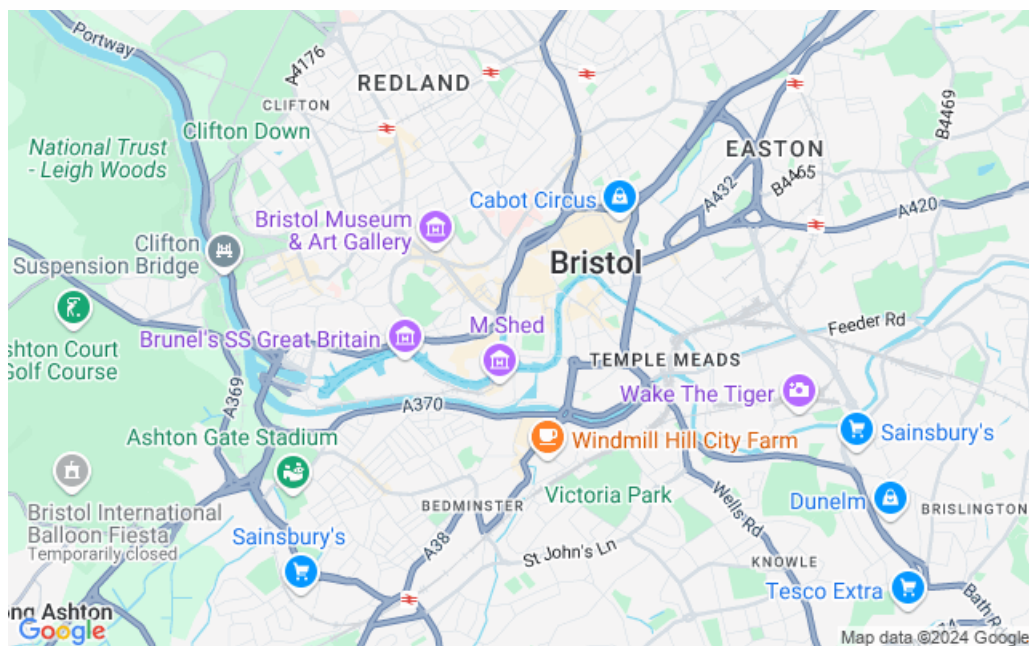 Portway
A4176
REDLAND
CLIFTON
Clifton Down
National Trust
- Leigh Woods
B4469
EASTON
A432
B4465
A420
Cabot Circus
Bristol Museum
& Art Gallery
Clifton
Suspension Bridge
Bristol
M Shed
Brunel's SS Great Britain
Feeder Rd
TEMPLE MEADS
shton Court
Golf Course
A369
A370
Wake The Tiger
Ashton Gate Stadium
Windmill Hill City Farm
Sainsbury's
Bristol International
Balloon Fiesta
Temporarily closed
BEDMINSTER
Victoria Park
Wells Rd
Dunelm
BRISLINGTON
Sainsbury's
A38
St John's Ln
KNOWLE
Tesco Extra
Bath Rd
ong Ashton
Google
Map data ©2024 Google